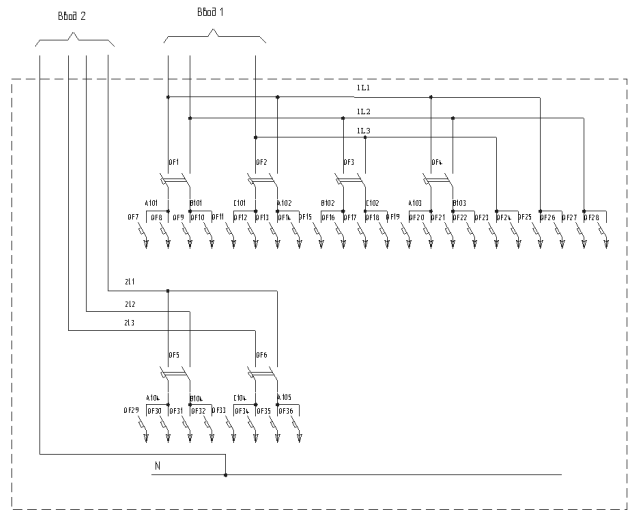 Ввод 2
Ввод 1
1L1
1L2
1L3
QF1 QF2 QF3 QF4
A101 B101 C101 A102 B102 C102 A103 B103
QF7 QF8 QF9 QF10 QF11 QF12 QF13 QF14 QF15 QF16 QF17 QF18 QF19 QF20 QF21 QF22 QF23 QF24 QF25 QF26 QF27 QF28
2l1
2l2
2l3
QF5 QF6
A104 B104 C104 A105
QF29 QF30 QF31 QF32 QF33 QF34 QF35 QF36
N